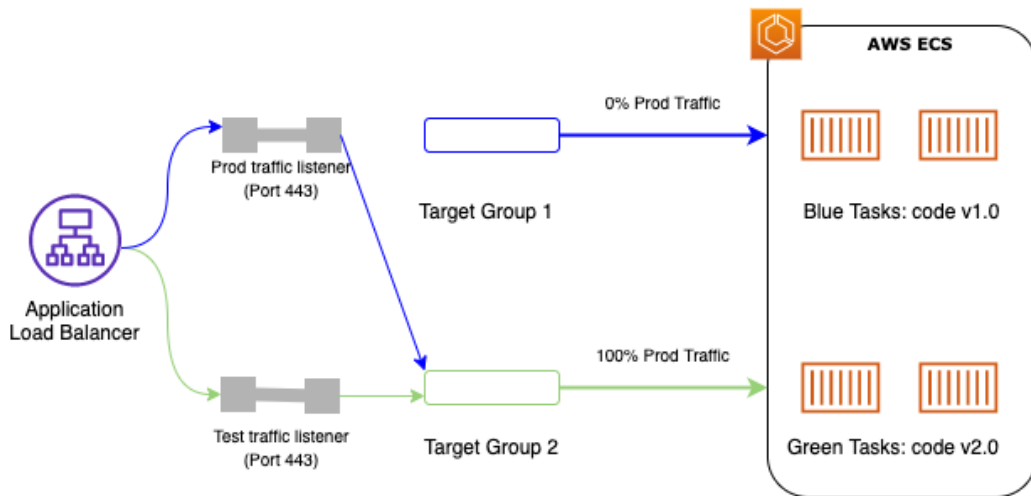 AWS ECS
0% Prod Traffic
Prod traffic listener
(Port 443)
Target Group 1
Blue Tasks: code v1.0
Application
Load Balancer
100% Prod Traffic
Test traffic listener
(Port 443)
Target Group 2
Green Tasks: code v2.0